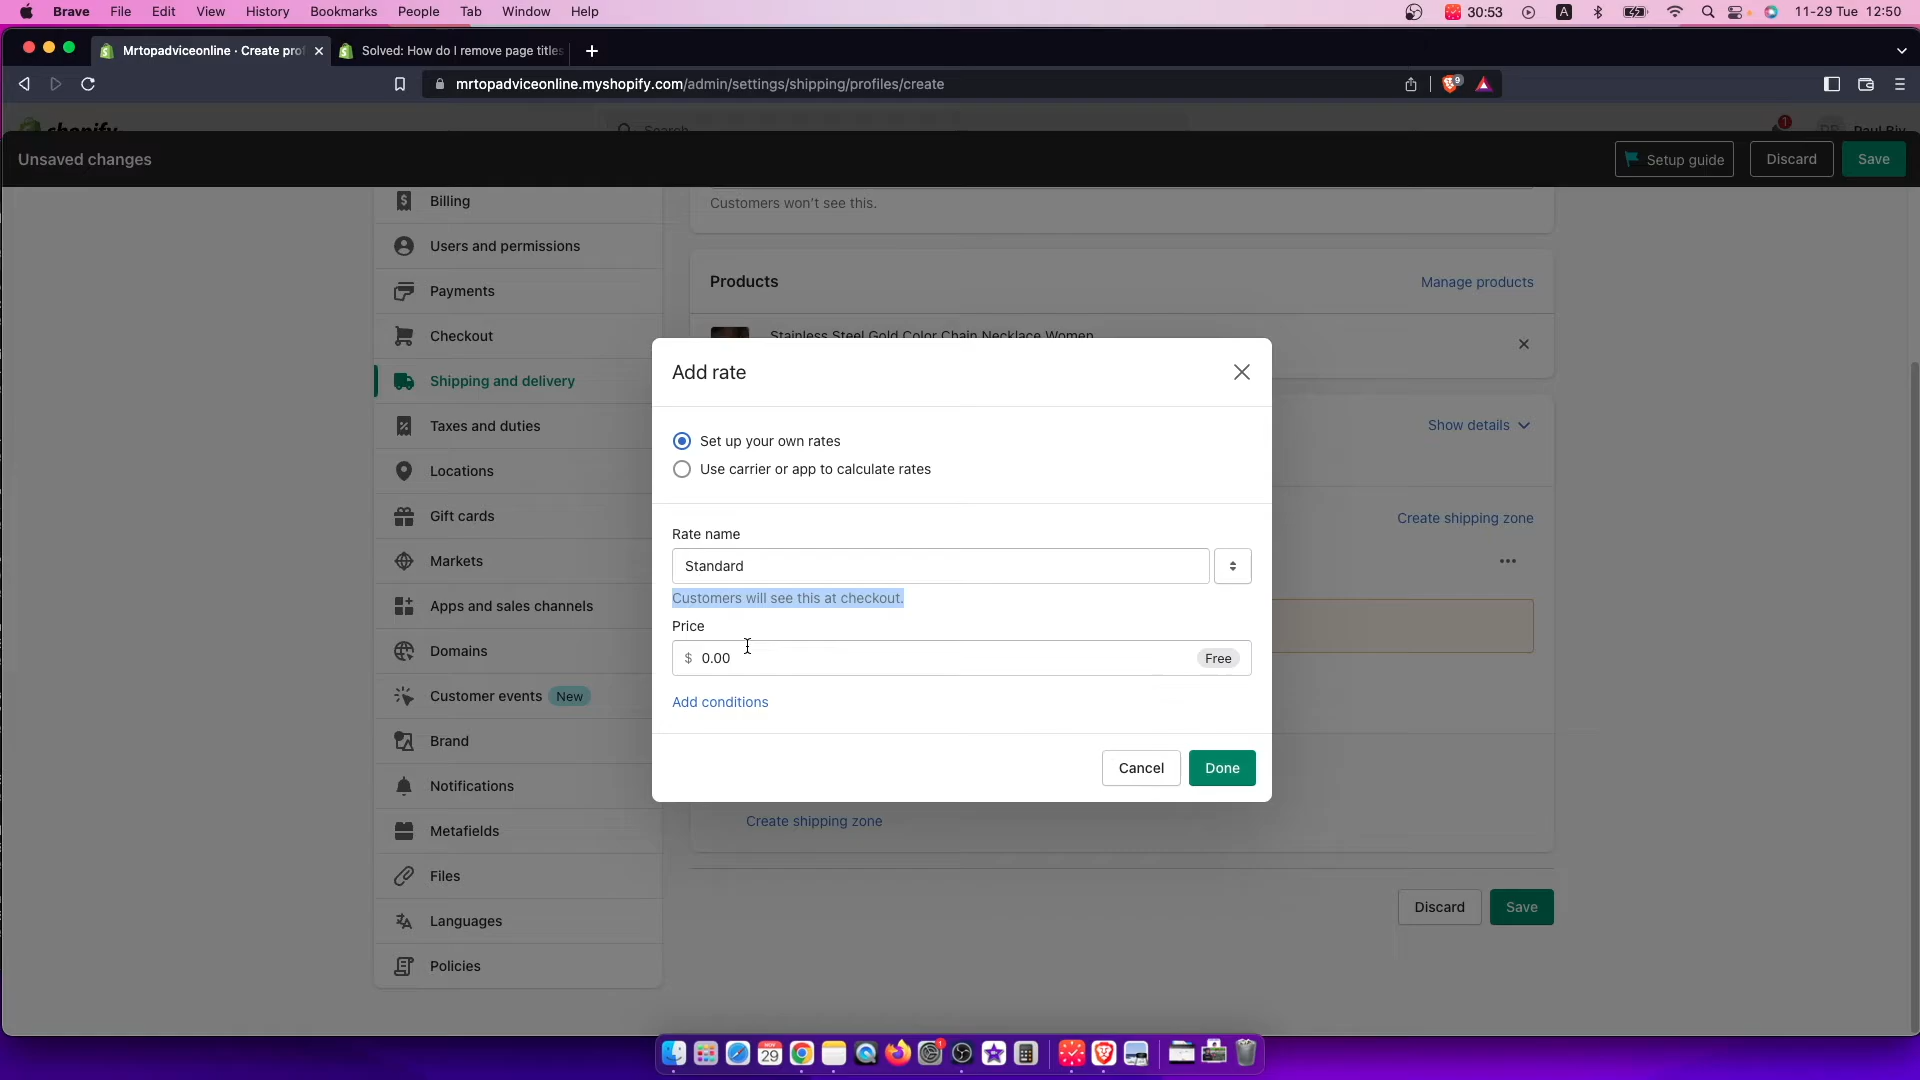 Brave File Edit View History Bookmarks People Tab Window Help
30:53 A 11-29 Tue 12:50
Mrtopadviceonline · Create prof
Solved: How do I remove page titles
mrtopadviceonline.myshopify.com/admin/settings/shipping/profiles/create
9
shopify
Search
1
Unsaved changes
Setup guide
Discard
Save
Billing
Customers won't see this.
Users and permissions
Products
Manage products
Payments
Stainless Steel Gold Color Chain Necklace Women
Checkout
Add rate
Shipping and delivery
Show details
Taxes and duties
Set up your own rates
Use carrier or app to calculate rates
Locations
Gift cards
Create shipping zone
Rate name
Standard
Markets
Customers will see this at checkout.
Apps and sales channels
Price
$ 0.00 Free
Domains
Customer events New
Add conditions
Brand
Cancel
Done
Notifications
Create shipping zone
Metafields
Files
Discard
Save
Languages
Policies
NOV
29
1